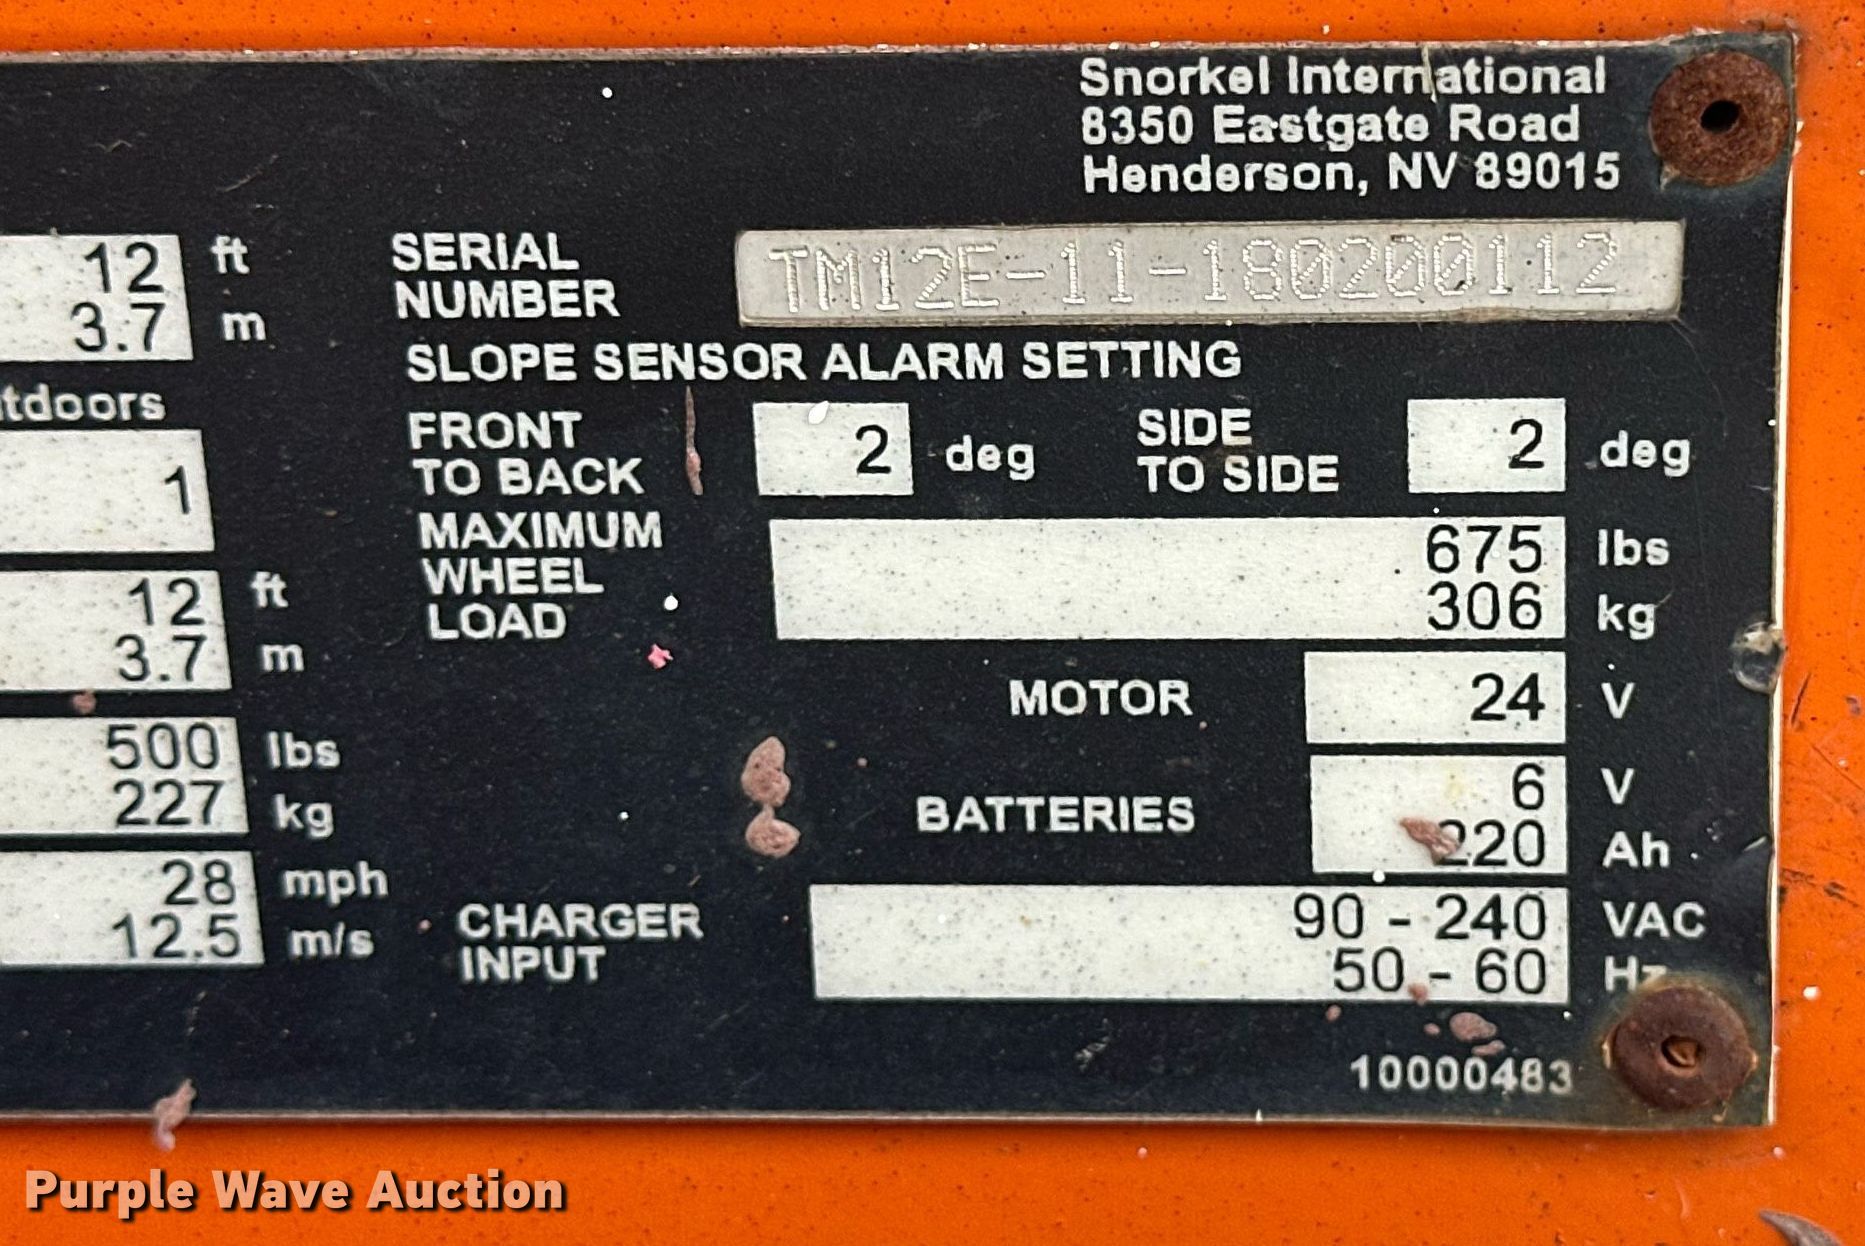 Snorkel International
8350 Eastgate Road
Henderson, NV 89015
12 ft
3.7 m
1
12 ft
3.7 m
500 lbs
227 kg
28 mph
12.5 m/s
SERIAL
NUMBER
TM12E-11-180200112
SLOPE SENSOR ALARM SETTING
FRONT
TO BACK
2 deg
SIDE
TO SIDE
2 deg
MAXIMUM
WHEEL
LOAD
675 lbs
306 kg
MOTOR 24 V
BATTERIES
6 V
220 Ah
CHARGER
INPUT
90 - 240 VAC
50 - 60 Hz
10000483
Purple Wave Auction